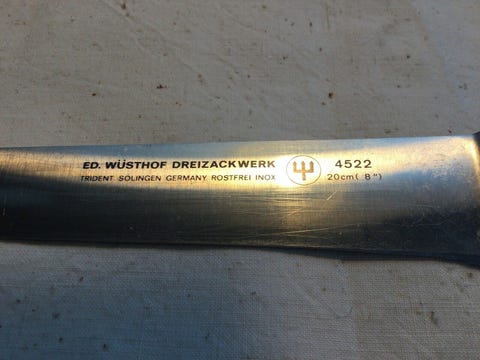 ED. WÜSTHOF DREIZACKWERK 4522
TRIDENT SOLINGEN GERMANY ROSTFREI INOX 20cm ( 8")